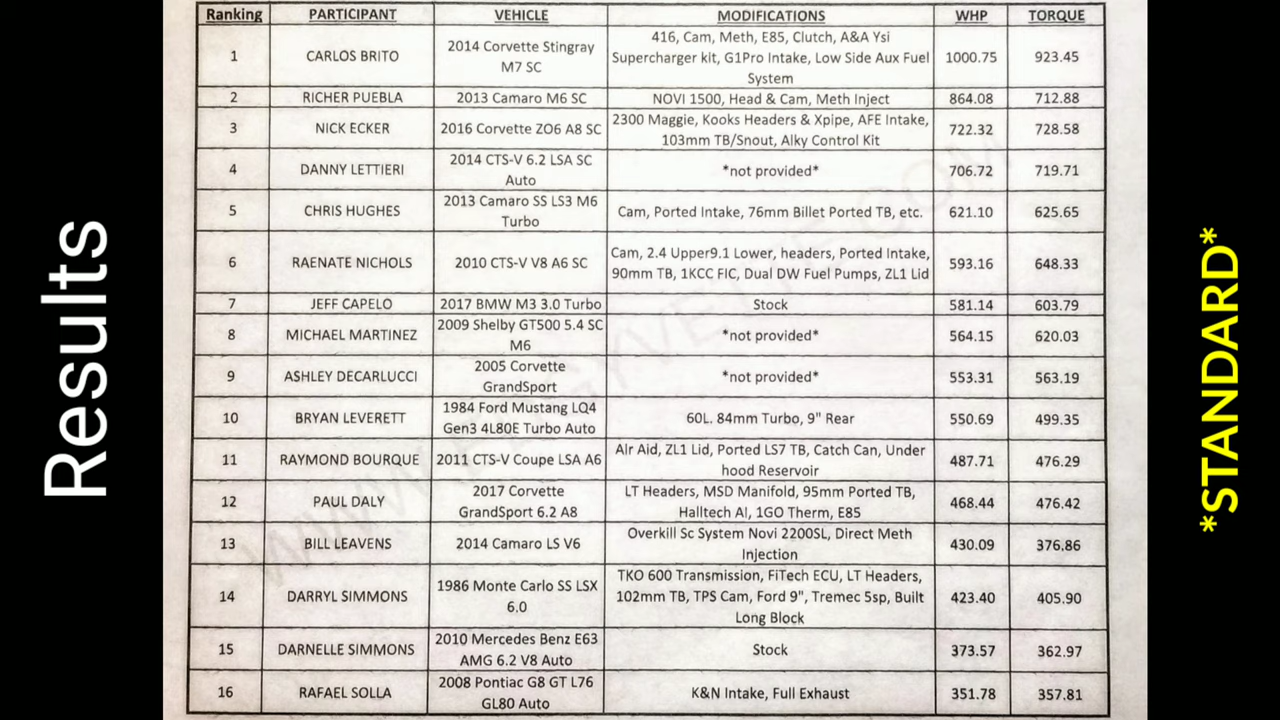 Results
Ranking PARTICIPANT VEHICLE MODIFICATIONS WHP TORQUE
1 CARLOS BRITO 2014 Corvette Stingray M7 SC 416, Cam, Meth, E85, Clutch, A&A Ysi Supercharger kit, G1Pro Intake, Low Side Aux Fuel System 1000.75 923.45
2 RICHER PUEBLA 2013 Camaro M6 SC NOVI 1500, Head & Cam, Meth Inject 864.08 712.88
3 NICK ECKER 2016 Corvette ZO6 A8 SC 2300 Maggie, Kooks Headers & Xpipe, AFE Intake, 103mm TB/Snout, Alky Control Kit 722.32 728.58
4 DANNY LETTIERI 2014 CTS-V 6.2 LSA SC Auto *not provided* 706.72 719.71
5 CHRIS HUGHES 2013 Camaro SS LS3 M6 Turbo Cam, Ported Intake, 76mm Billet Ported TB, etc. 621.10 625.65
6 RAENATE NICHOLS 2010 CTS-V V8 A6 SC Cam, 2.4 Upper9.1 Lower, headers, Ported Intake, 90mm TB, 1KCC FIC, Dual DW Fuel Pumps, ZL1 Lid 593.16 648.33
7 JEFF CAPELO 2017 BMW M3 3.0 Turbo Stock 581.14 603.79
8 MICHAEL MARTINEZ 2009 Shelby GT500 5.4 SC M6 *not provided* 564.15 620.03
9 ASHLEY DECARLUCCI 2005 Corvette GrandSport *not provided* 553.31 563.19
10 BRYAN LEVERETT 1984 Ford Mustang LQ4 Gen3 4L80E Turbo Auto 60L. 84mm Turbo, 9" Rear 550.69 499.35
11 RAYMOND BOURQUE 2011 CTS-V Coupe LSA A6 Alr Aid, ZL1 Lid, Ported LS7 TB, Catch Can, Under hood Reservoir 487.71 476.29
12 PAUL DALY 2017 Corvette GrandSport 6.2 A8 LT Headers, MSD Manifold, 95mm Ported TB, Halltech AI, 1GO Therm, E85 468.44 476.42
13 BILL LEAVENS 2014 Camaro LS V6 Overkill Sc System Novi 2200SL, Direct Meth Injection 430.09 376.86
14 DARRYL SIMMONS 1986 Monte Carlo SS LSX 6.0 TKO 600 Transmission, FiTech ECU, LT Headers, 102mm TB, TPS Cam, Ford 9", Tremec 5sp, Built Long Block 423.40 405.90
15 DARNELLE SIMMONS 2010 Mercedes Benz E63 AMG 6.2 V8 Auto Stock 373.57 362.97
16 RAFAEL SOLLA 2008 Pontiac G8 GT L76 GL80 Auto K&N Intake, Full Exhaust 351.78 357.81
*STANDARD*